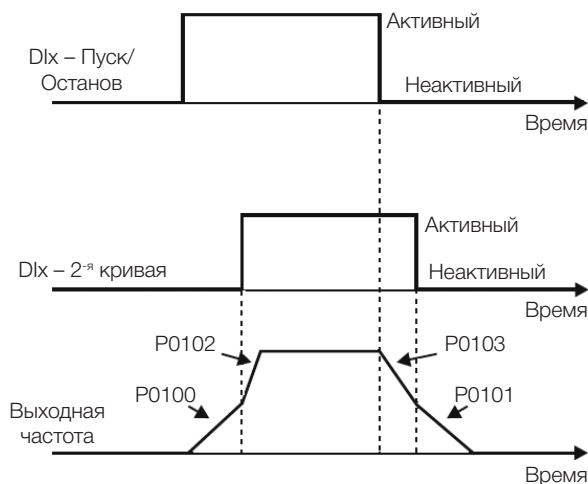 Активный
DIx – Пуск/
Останов
Неактивный
Время
Активный
DIx – 2-я кривая
Неактивный
Время
P0102
P0103
P0100
P0101
Выходная
частота
Время